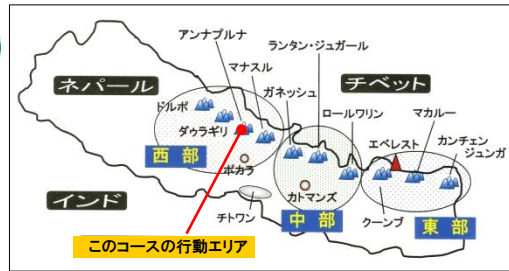 アンナプルナ
ランタン・ジュガール
マナスル
ガネッシュ
チベット
ネパール
ドルポ
ロールワリン
マカルー
エベレスト
カンチェン
ジュンガ
ダウラギリ
西部
ポカラ
カトマンズ
クーンブ
インド
チトワン
中部
東部
このコースの行動エリア